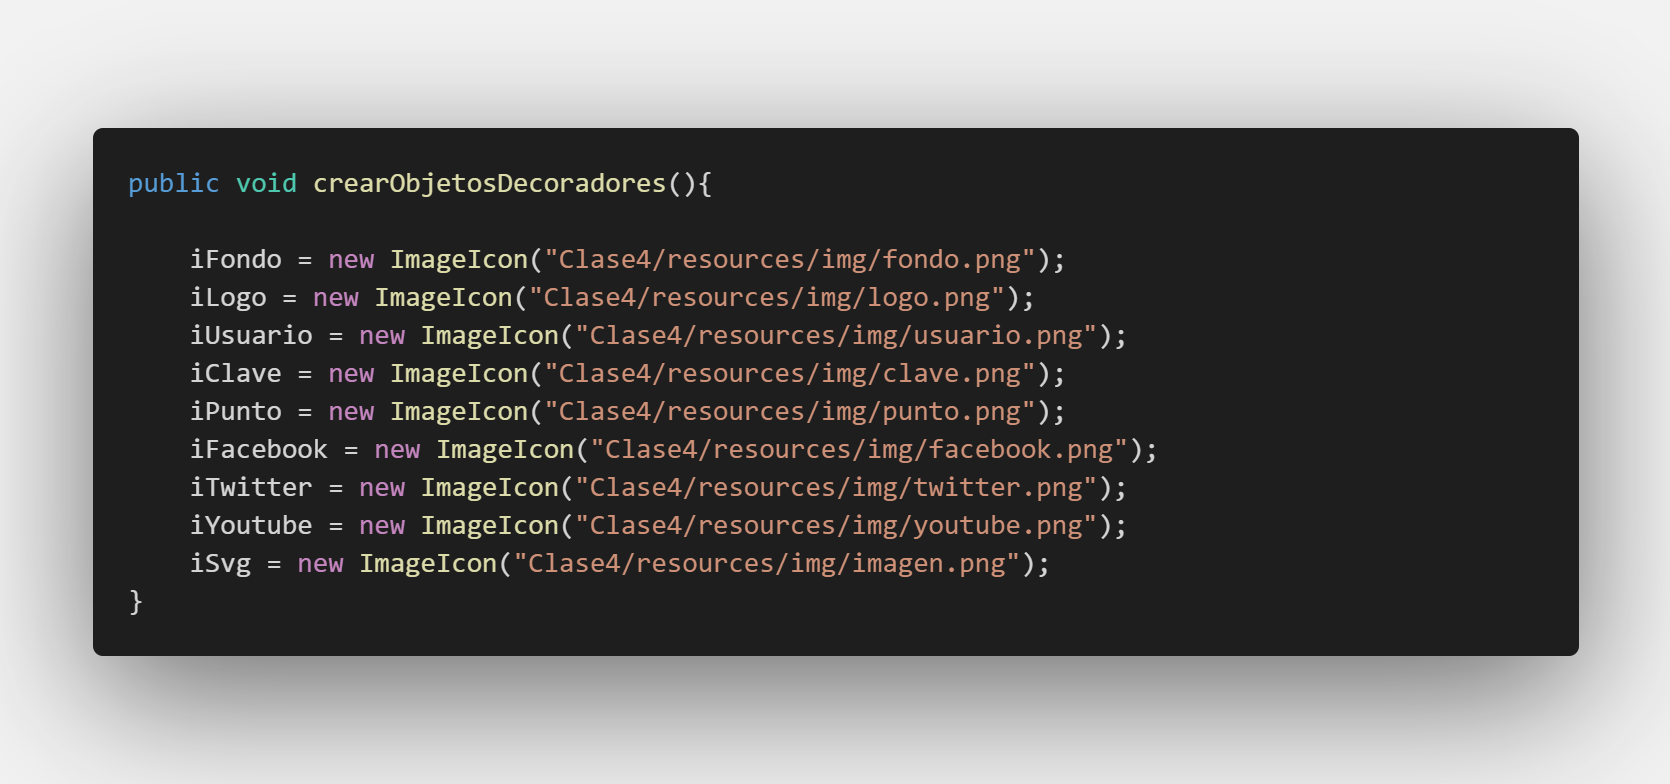 public void crearObjetosDecoradores(){
    iFondo = new ImageIcon("Clase4/resources/img/fondo.png");
    iLogo = new ImageIcon("Clase4/resources/img/logo.png");
    iUsuario = new ImageIcon("Clase4/resources/img/usuario.png");
    iClave = new ImageIcon("Clase4/resources/img/clave.png");
    iPunto = new ImageIcon("Clase4/resources/img/punto.png");
    iFacebook = new ImageIcon("Clase4/resources/img/facebook.png");
    iTwitter = new ImageIcon("Clase4/resources/img/twitter.png");
    iYoutube = new ImageIcon("Clase4/resources/img/youtube.png");
    iSvg = new ImageIcon("Clase4/resources/img/imagen.png");
}